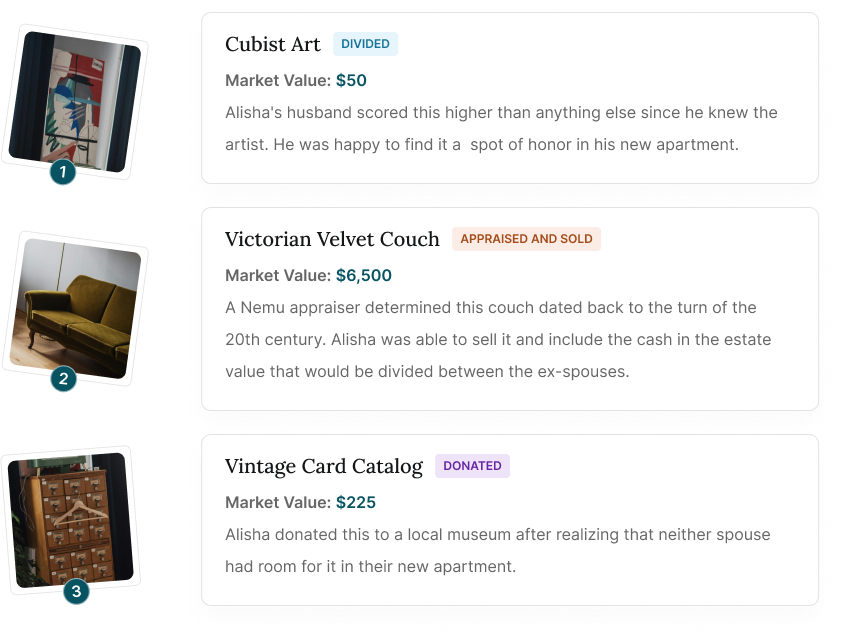 Cubist Art DIVIDED
Market Value: $50
Alisha's husband scored this higher than anything else since he knew the
artist. He was happy to find it a  spot of honor in his new apartment.
1
Victorian Velvet Couch APPRAISED AND SOLD
Market Value: $6,500
A Nemu appraiser determined this couch dated back to the turn of the
20th century. Alisha was able to sell it and include the cash in the estate
value that would be divided between the ex-spouses.
2
Vintage Card Catalog DONATED
Market Value: $225
Alisha donated this to a local museum after realizing that neither spouse
had room for it in their new apartment.
3